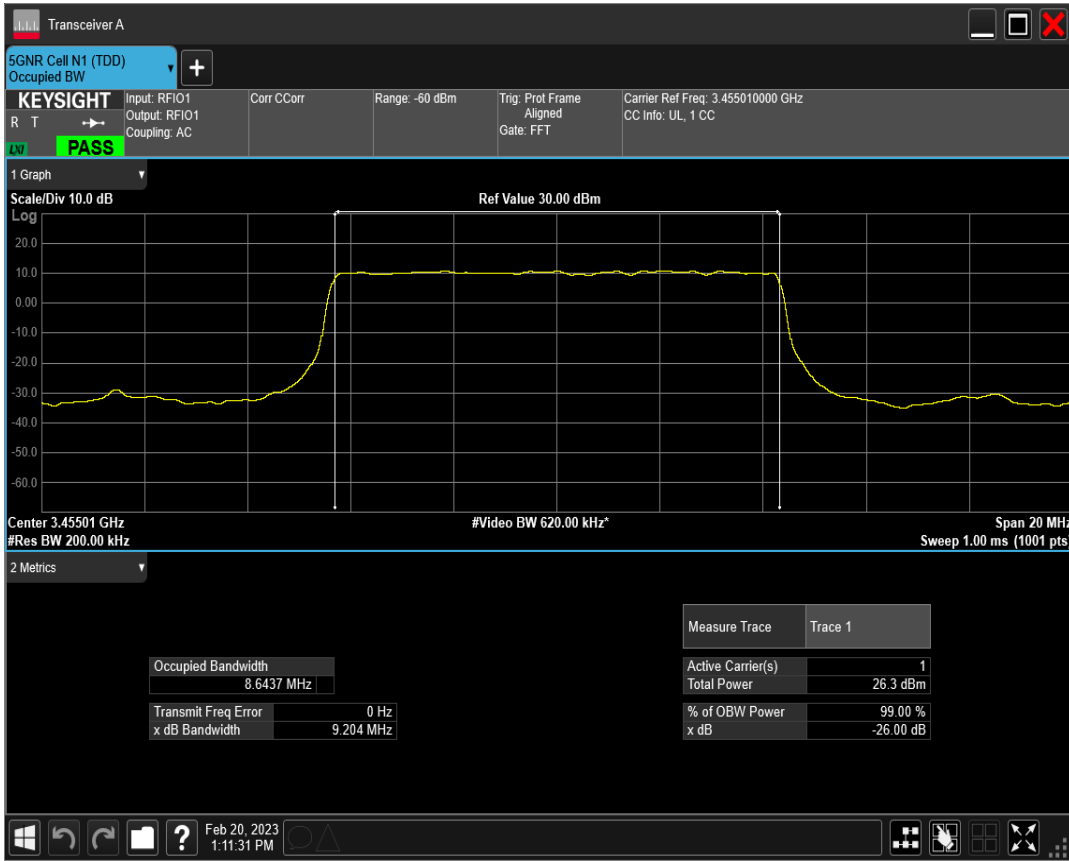 Transceiver A
5GNR Cell N1 (TDD)
Occupied BW
+
KEYSIGHT
R T
LXI
PASS
Input: RFIO1
Output: RFIO1
Coupling: AC
Corr CCorr
Range: -60 dBm
Trig: Prot Frame
Aligned
Gate: FFT
Carrier Ref Freq: 3.455010000 GHz
CC Info: UL, 1 CC
1 Graph
Scale/Div 10.0 dB
Ref Value 30.00 dBm
Log
20.0
10.0
0.00
-10.0
-20.0
-30.0
-40.0
-50.0
-60.0
Center 3.45501 GHz
#Video BW 620.00 kHz*
Span 20 MHz
#Res BW 200.00 kHz
Sweep 1.00 ms (1001 pts)
2 Metrics
Measure Trace Trace 1
Occupied Bandwidth
8.6437 MHz
Active Carrier(s) 1
Total Power 26.3 dBm
Transmit Freq Error 0 Hz
x dB Bandwidth 9.204 MHz
% of OBW Power 99.00 %
x dB -26.00 dB
?
Feb 20, 2023
1:11:31 PM